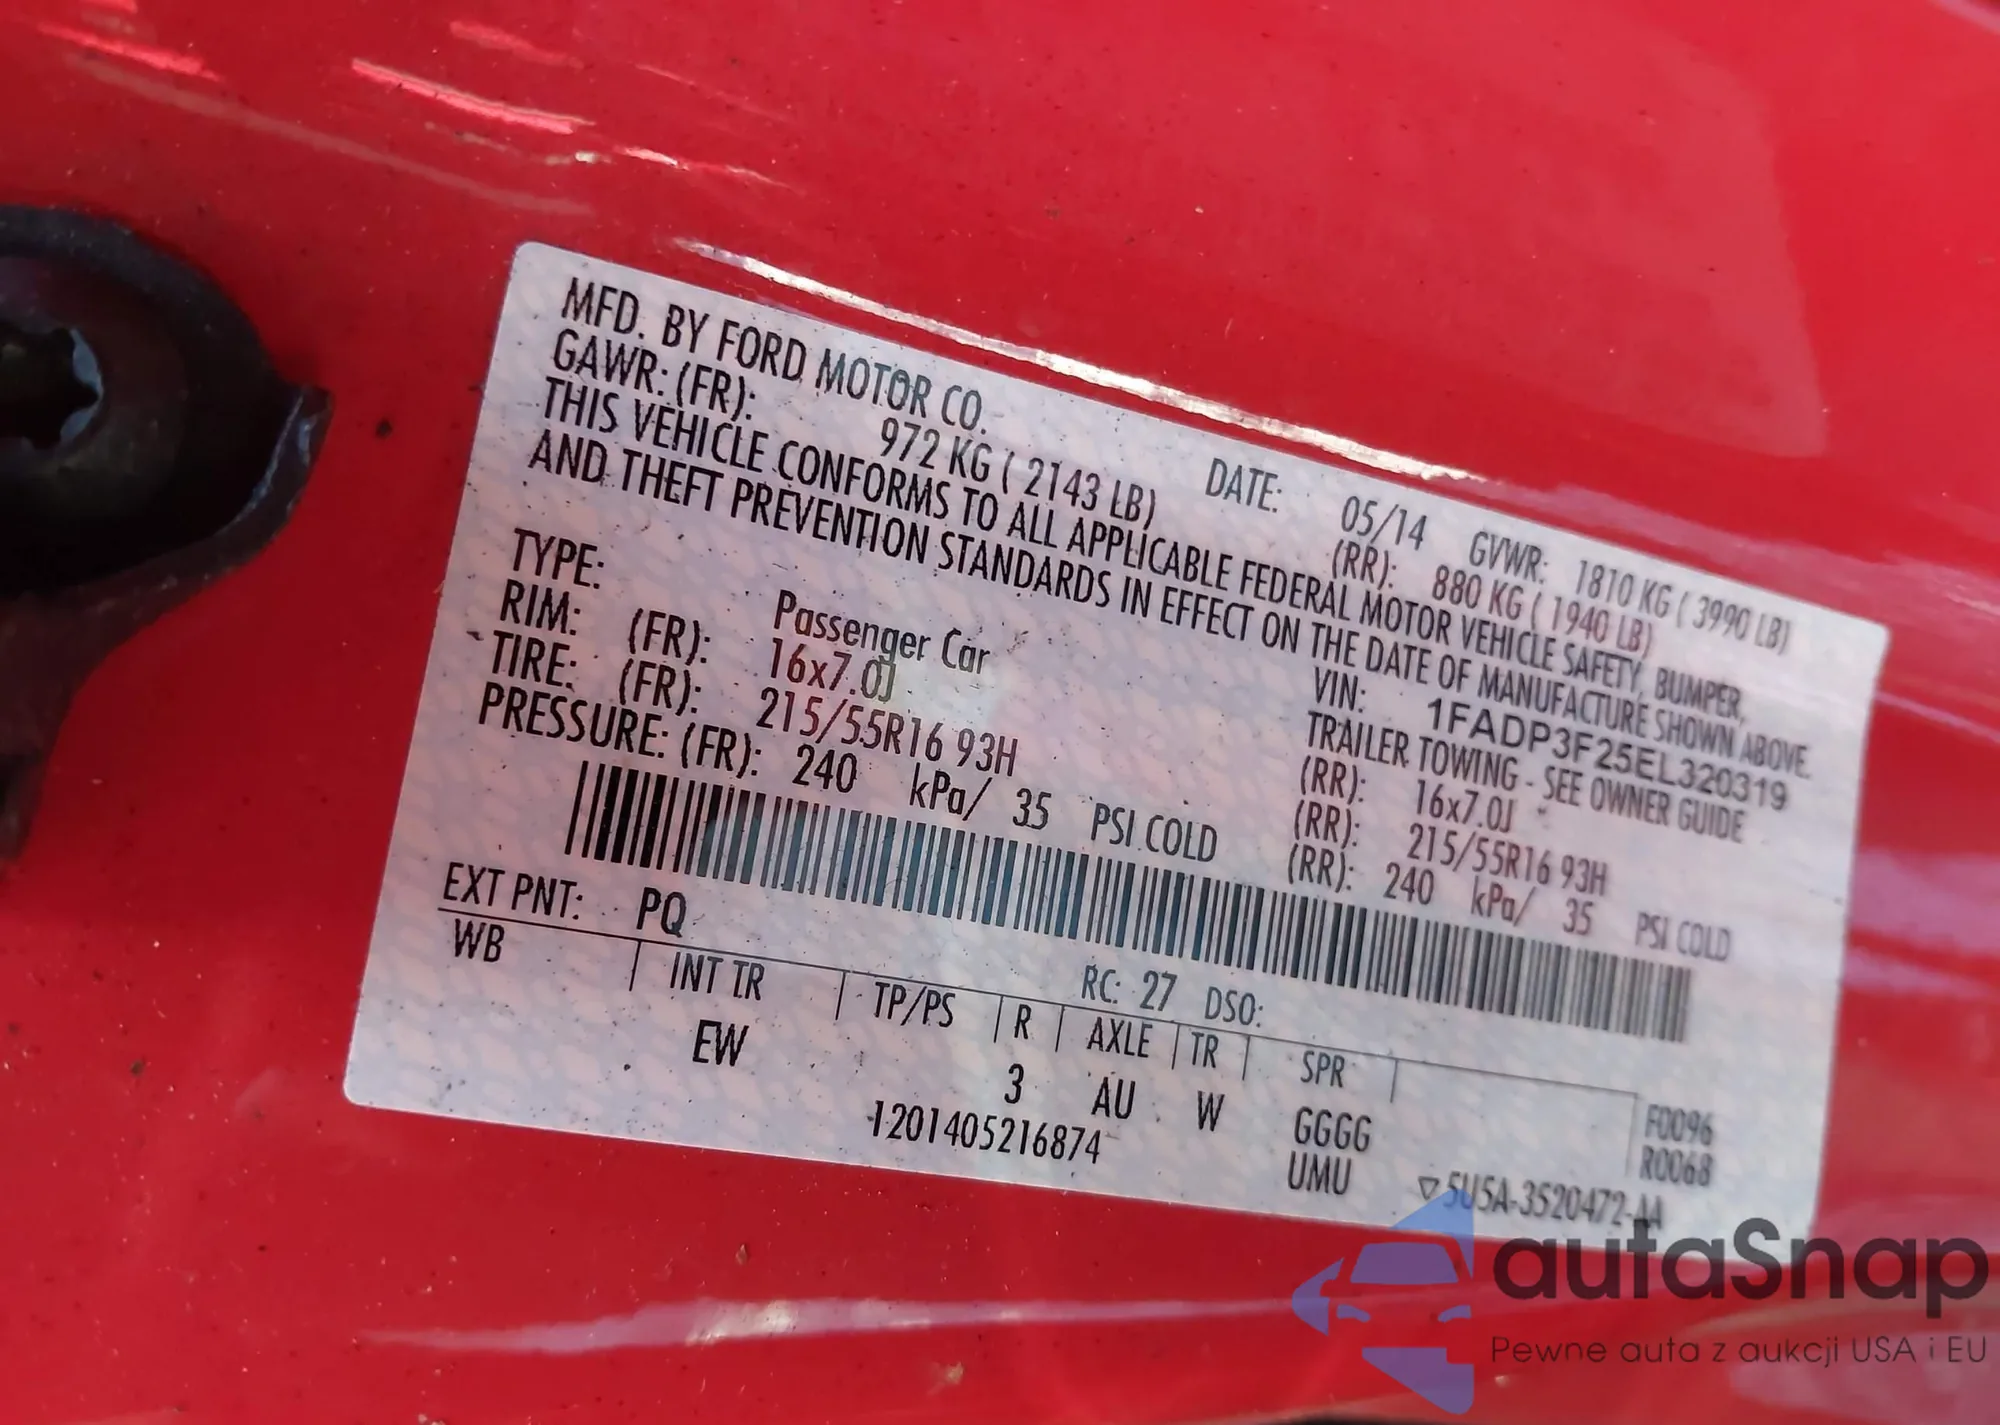 MFD. BY FORD MOTOR CO.
DATE: 05/14 GVWR: 1810 KG ( 3990 LB)
GAWR: (FR): 972 KG ( 2143 LB) (RR): 880 KG ( 1940 LB)
THIS VEHICLE CONFORMS TO ALL APPLICABLE FEDERAL MOTOR VEHICLE SAFETY, BUMPER,
AND THEFT PREVENTION STANDARDS IN EFFECT ON THE DATE OF MANUFACTURE SHOWN ABOVE.
VIN: 1FADP3F25EL320319
TYPE: Passenger Car TRAILER TOWING - SEE OWNER GUIDE
RIM: (FR): 16x7.0J (RR): 16x7.0J
TIRE: (FR): 215/55R16 93H (RR): 215/55R16 93H
PRESSURE: (FR): 240 kPa/ 35 PSI COLD (RR): 240 kPa/ 35 PSI COLD
EXT PNT: PQ RC: 27 DSO:
WB INT TR TP/PS R AXLE TR SPR
EW 3 AU W GGGG F0096
UMU R0068
1201405216874
▽5U5A-3520472-AA
autaSnap
Pewne auta z aukcji USA i EU